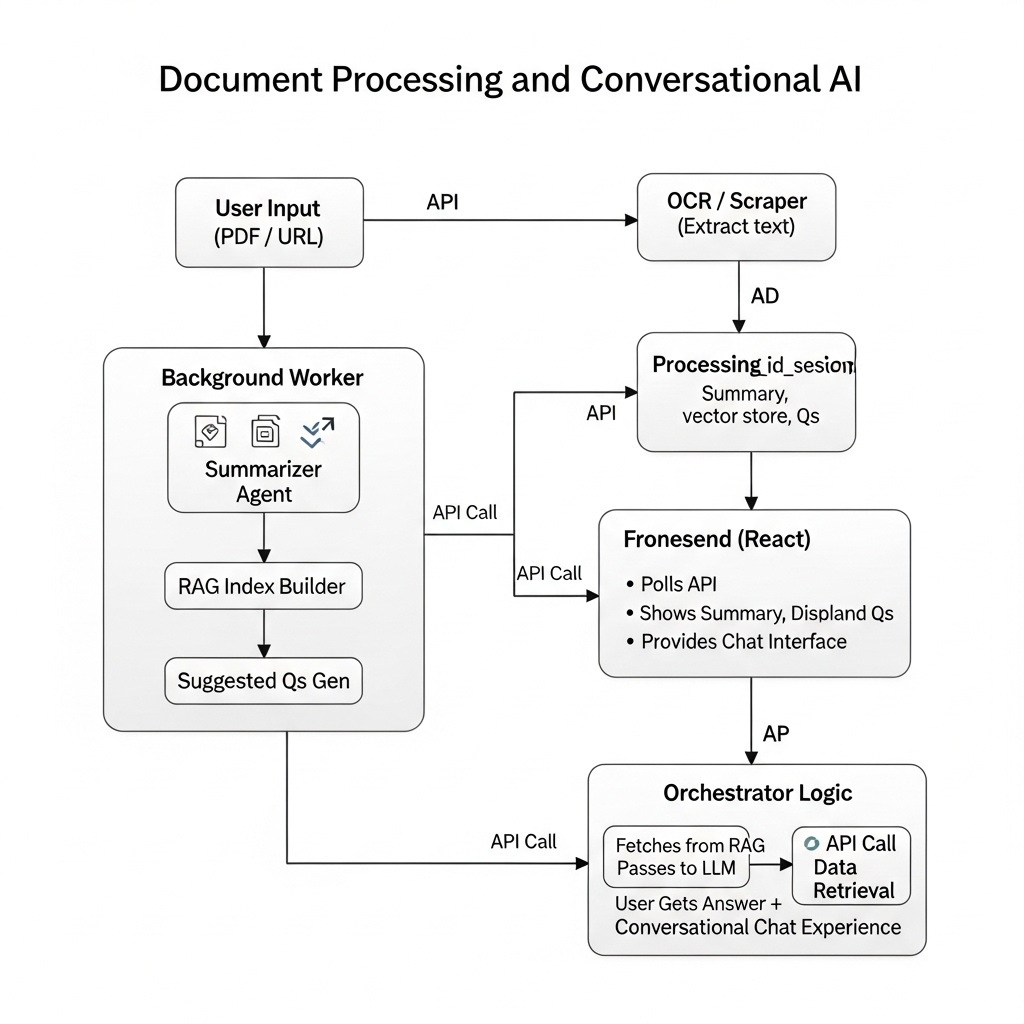 Document Processing and Conversational AI
User Input
(PDF / URL)
API
OCR / Scraper
(Extract text)
AD
Background Worker
Summarizer
Agent
RAG Index Builder
Suggested Qs Gen
API Call
API
API Call
Processing_id_sesion
Summary,
vector store, Qs
Fronesend (React)
• Polls API
• Shows Summary, Displand Qs
• Provides Chat Interface
AP
API Call
Orchestrator Logic
Fetches from RAG
Passes to LLM
API Call
Data
Retrieval
User Gets Answer +
Conversational Chat Experience